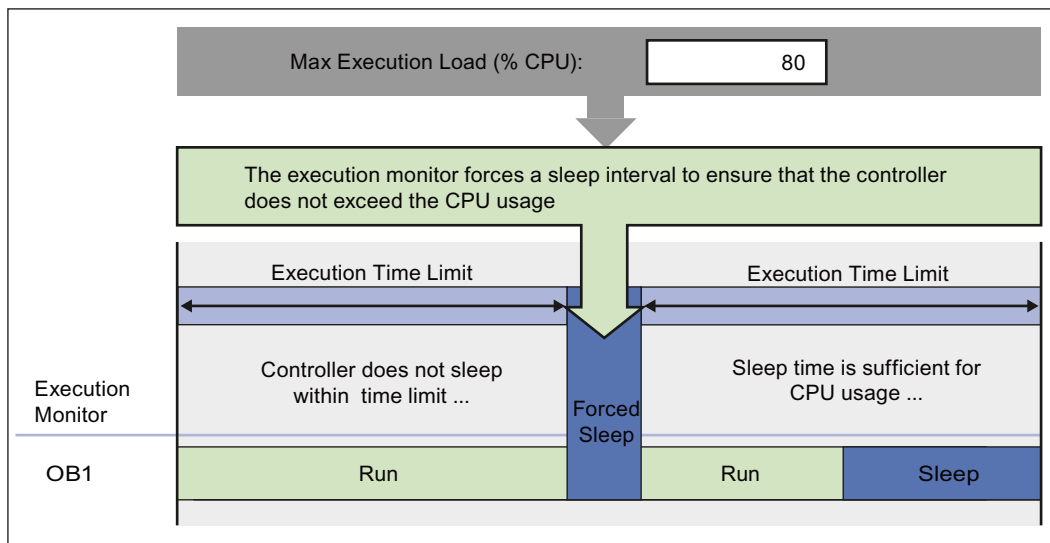 Max Execution Load (% CPU): 80
The execution monitor forces a sleep interval to ensure that the controller
does not exceed the CPU usage
Execution Time Limit
Execution Time Limit
Controller does not sleep
within time limit ...
Sleep time is sufficient for
CPU usage ...
Execution
Monitor
Forced
Sleep
OB1
Run
Run
Sleep